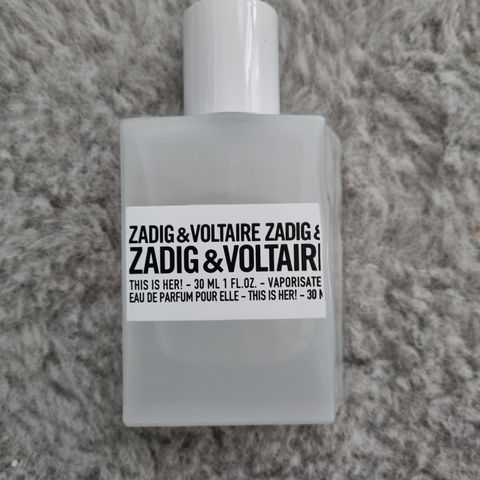 ZADIG & VOLTAIRE ZADIG &
ZADIG & VOLTAIRI
THIS IS HER! – 30 ML 1 FL.OZ. – VAPORISATE
EAU DE PARFUM POUR ELLE – THIS IS HER! – 30 M